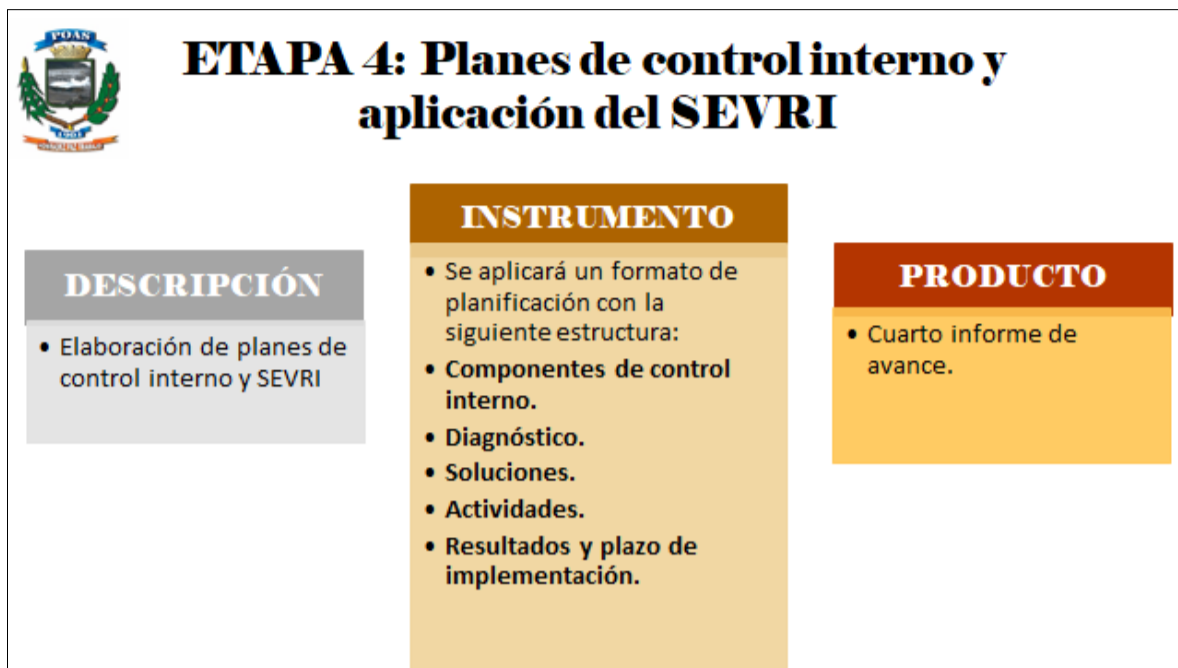 POAS
1901
ETAPA 4: Planes de control interno y
aplicación del SEVRI
DESCRIPCIÓN
• Elaboración de planes de
control interno y SEVRI
INSTRUMENTO
• Se aplicará un formato de
planificación con la
siguiente estructura:
• Componentes de control
interno.
• Diagnóstico.
• Soluciones.
• Actividades.
• Resultados y plazo de
implementación.
PRODUCTO
• Cuarto informe de
avance.